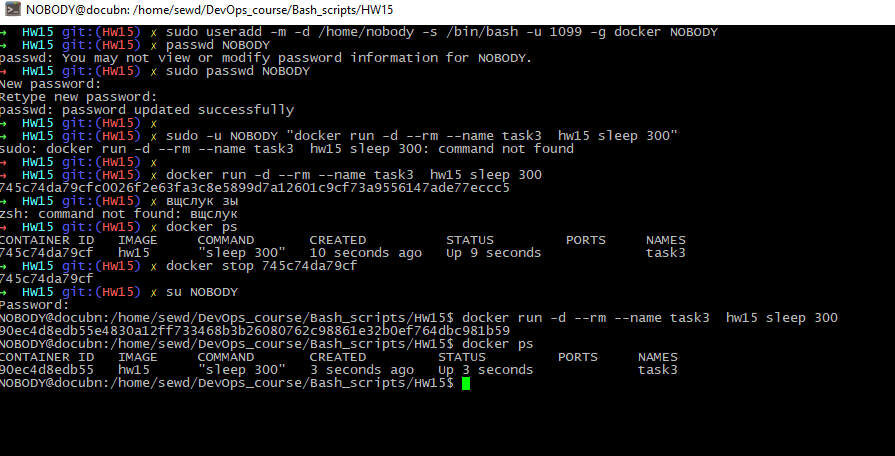 NOBODY@docubn: /home/sewd/DevOps_course/Bash_scripts/HW15
→ HW15 git:(HW15) ✗ sudo useradd -m -d /home/nobody -s /bin/bash -u 1099 -g docker NOBODY
→ HW15 git:(HW15) ✗ passwd NOBODY
passwd: You may not view or modify password information for NOBODY.
→ HW15 git:(HW15) ✗ sudo passwd NOBODY
New password:
Retype new password:
passwd: password updated successfully
→ HW15 git:(HW15) ✗
→ HW15 git:(HW15) ✗ sudo -u NOBODY "docker run -d --rm --name task3  hw15 sleep 300"
sudo: docker run -d --rm --name task3  hw15 sleep 300: command not found
→ HW15 git:(HW15) ✗
→ HW15 git:(HW15) ✗ docker run -d --rm --name task3  hw15 sleep 300
745c74da79cfc0026f2e63fa3c8e5899d7a12601c9cf73a9556147ade77eccc5
→ HW15 git:(HW15) ✗ вщслук зы
zsh: command not found: вщслук
→ HW15 git:(HW15) ✗ docker ps
CONTAINER ID   IMAGE     COMMAND       CREATED          STATUS         PORTS     NAMES
745c74da79cf   hw15      "sleep 300"   10 seconds ago   Up 9 seconds             task3
→ HW15 git:(HW15) ✗ docker stop 745c74da79cf
745c74da79cf
→ HW15 git:(HW15) ✗ su NOBODY
Password:
NOBODY@docubn:/home/sewd/DevOps_course/Bash_scripts/HW15$ docker run -d --rm --name task3  hw15 sleep 300
90ec4d8edb55e4830a12ff733468b3b26080762c98861e32b0ef764dbc981b59
NOBODY@docubn:/home/sewd/DevOps_course/Bash_scripts/HW15$ docker ps
CONTAINER ID   IMAGE     COMMAND       CREATED         STATUS         PORTS     NAMES
90ec4d8edb55   hw15      "sleep 300"   3 seconds ago   Up 3 seconds             task3
NOBODY@docubn:/home/sewd/DevOps_course/Bash_scripts/HW15$